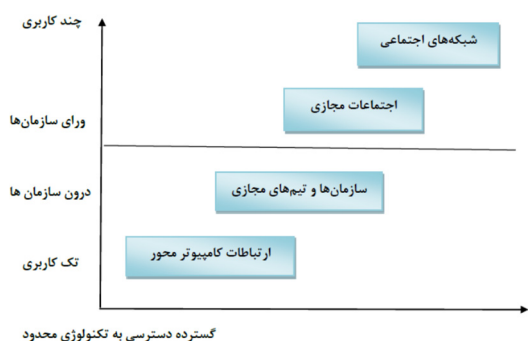 چند کاربری
شبکه‌های اجتماعی
اجتماعات مجازی
ورای سازمان‌ها
درون سازمان ها
سازمان‌ها و تیم‌های مجازی
ارتباطات کامپیوتر محور
تک کاربری
گسترده دسترسی به تکنولوژی محدود